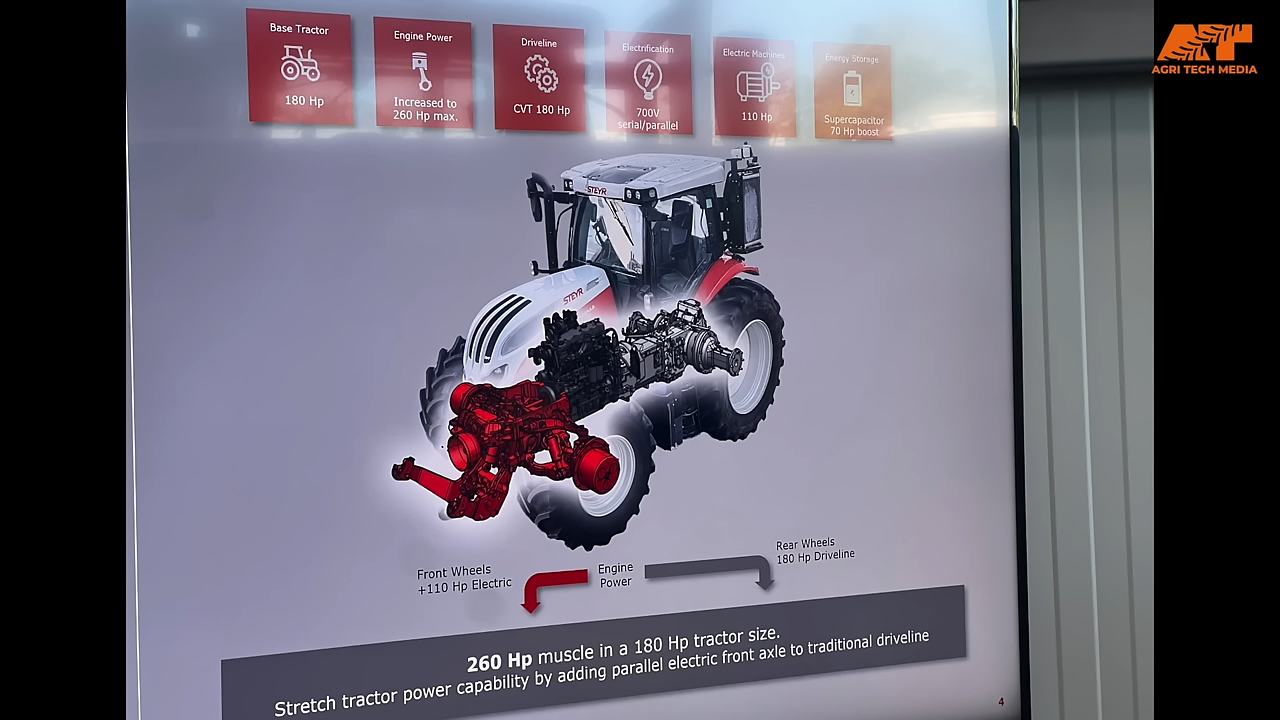 Base Tractor
180 Hp
Engine Power
Increased to
260 Hp max.
Driveline
CVT 180 Hp
Electrification
700V
serial/parallel
Electric Machines
110 Hp
Energy Storage
Supercapacitor
70 Hp boost
AT
AGRI TECH MEDIA
STEYR
STEYR
Front Wheels
+110 Hp Electric
Engine
Power
Rear Wheels
180 Hp Driveline
260 Hp muscle in a 180 Hp tractor size.
Stretch tractor power capability by adding parallel electric front axle to traditional driveline
4